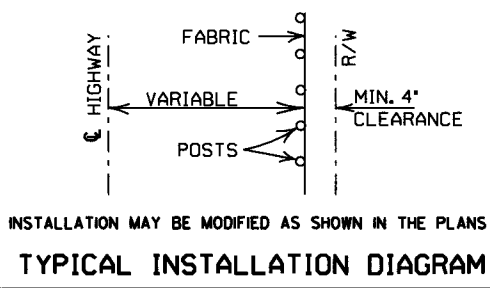 FABRIC
R/W
℄ HIGHWAY
VARIABLE
MIN. 4"
CLEARANCE
POSTS
INSTALLATION MAY BE MODIFIED AS SHOWN IN THE PLANS
TYPICAL INSTALLATION DIAGRAM